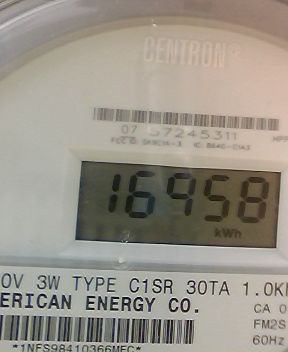 CENTRON®
07 57245311
16958
kWh
0V 3W TYPE C1SR 30TA 1.0K
ERICAN ENERGY CO.
CA 0
FM2S
60Hz
*1NFS98410366MEC*